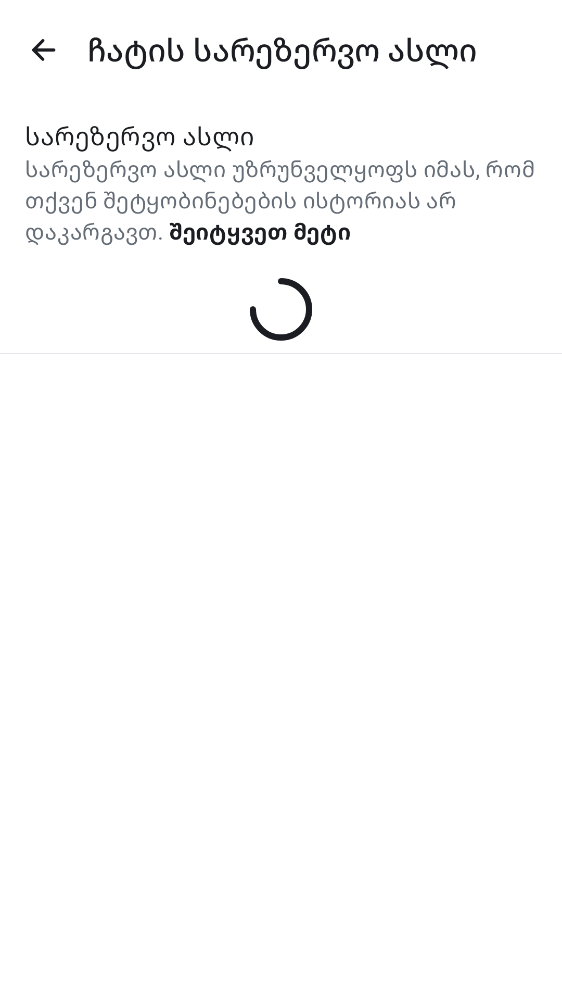 ჩატის სარეზერვო ასლი
სარეზერვო ასლი
სარეზერვო ასლი უზრუნველყოფს იმას, რომ
თქვენ შეტყობინებების ისტორიას არ
დაკარგავთ. შეიტყვეთ მეტი